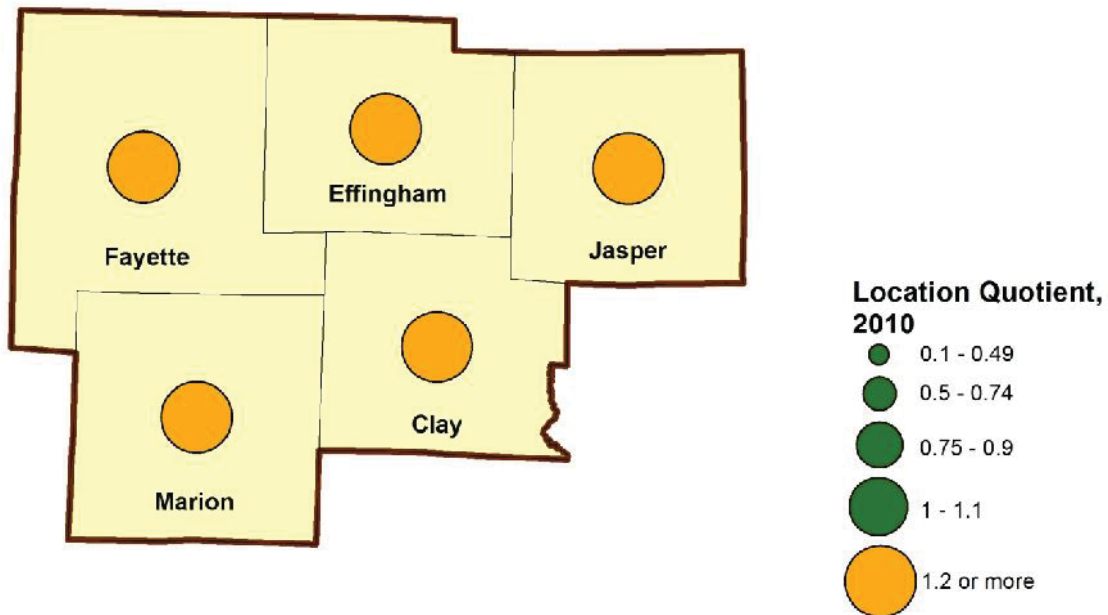 Effingham
Jasper
Fayette
Clay
Marion
Location Quotient,
2010
0.1 - 0.49
0.5 - 0.74
0.75 - 0.9
1 - 1.1
1.2 or more